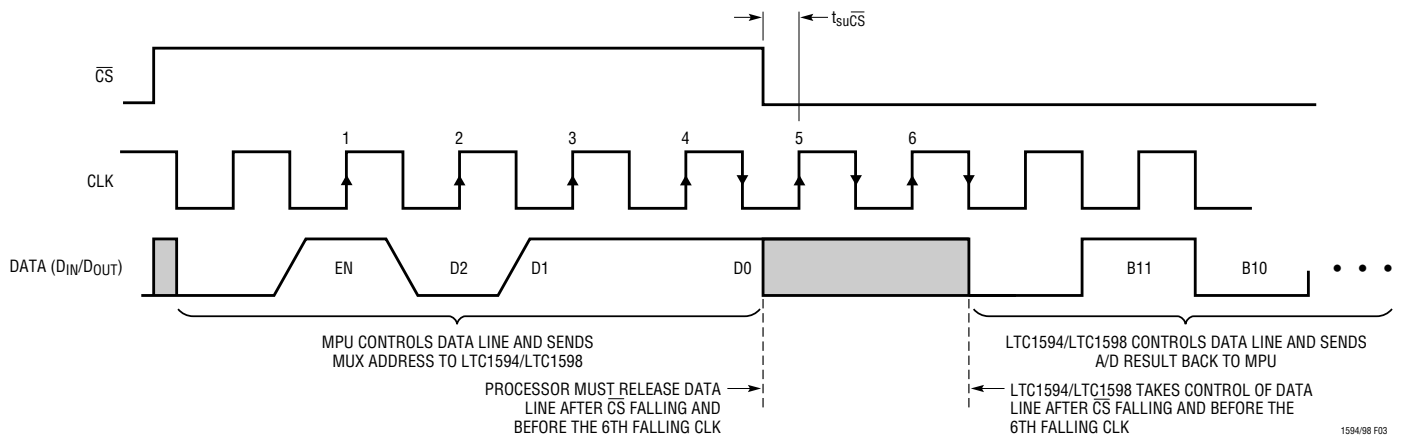 tsuCS̅
C̅S̅
1 2 3 4 5 6
CLK
DATA (DIN/DOUT)
EN D2 D1 D0 B11 B10 • • •
MPU CONTROLS DATA LINE AND SENDS
MUX ADDRESS TO LTC1594/LTC1598
LTC1594/LTC1598 CONTROLS DATA LINE AND SENDS
A/D RESULT BACK TO MPU
PROCESSOR MUST RELEASE DATA
LINE AFTER C̅S̅ FALLING AND
BEFORE THE 6TH FALLING CLK
LTC1594/LTC1598 TAKES CONTROL OF DATA
LINE AFTER C̅S̅ FALLING AND BEFORE THE
6TH FALLING CLK
1594/98 F03